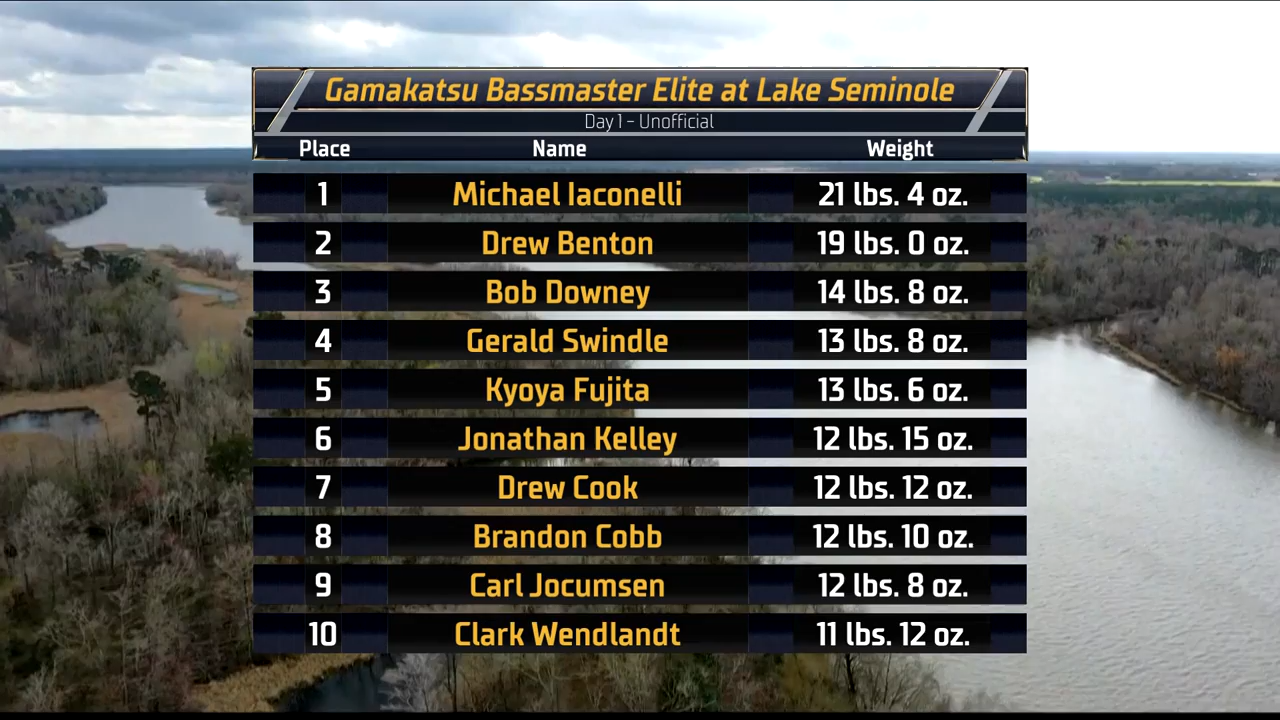 Gamakatsu Bassmaster Elite at Lake Seminole
Day 1 – Unofficial
Place Name Weight
1 Michael Iaconelli 21 lbs. 4 oz.
2 Drew Benton 19 lbs. 0 oz.
3 Bob Downey 14 lbs. 8 oz.
4 Gerald Swindle 13 lbs. 8 oz.
5 Kyoya Fujita 13 lbs. 6 oz.
6 Jonathan Kelley 12 lbs. 15 oz.
7 Drew Cook 12 lbs. 12 oz.
8 Brandon Cobb 12 lbs. 10 oz.
9 Carl Jocumsen 12 lbs. 8 oz.
10 Clark Wendlandt 11 lbs. 12 oz.